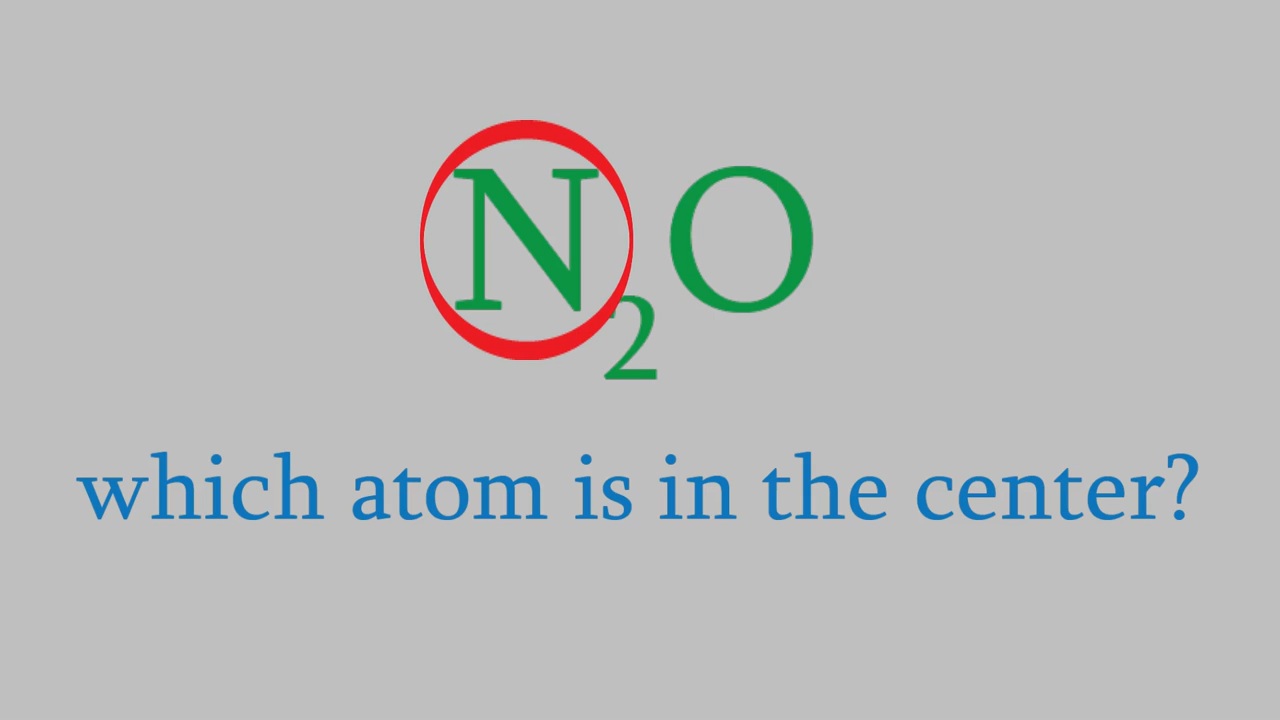 N₂O
which atom is in the center?